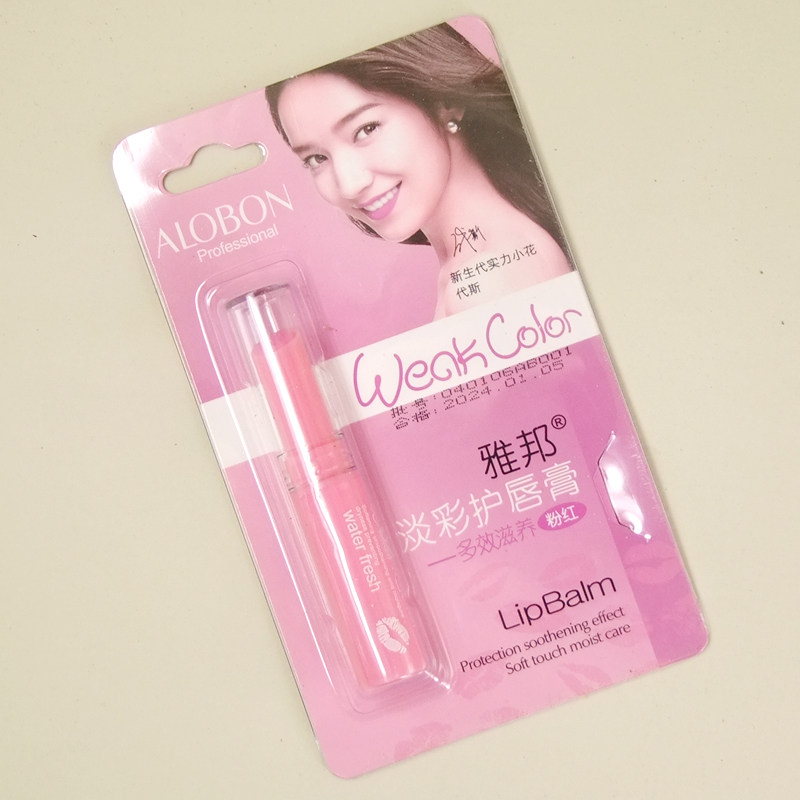 ALOBON
Professional
新生代实力小花
代斯
Weak Color
批号:040106AB001
合格:2024.01.05
雅邦®
淡彩护唇膏
—多效滋养 粉红
water fresh
LipBalm
Protection soothening effect
Soft touch moist care